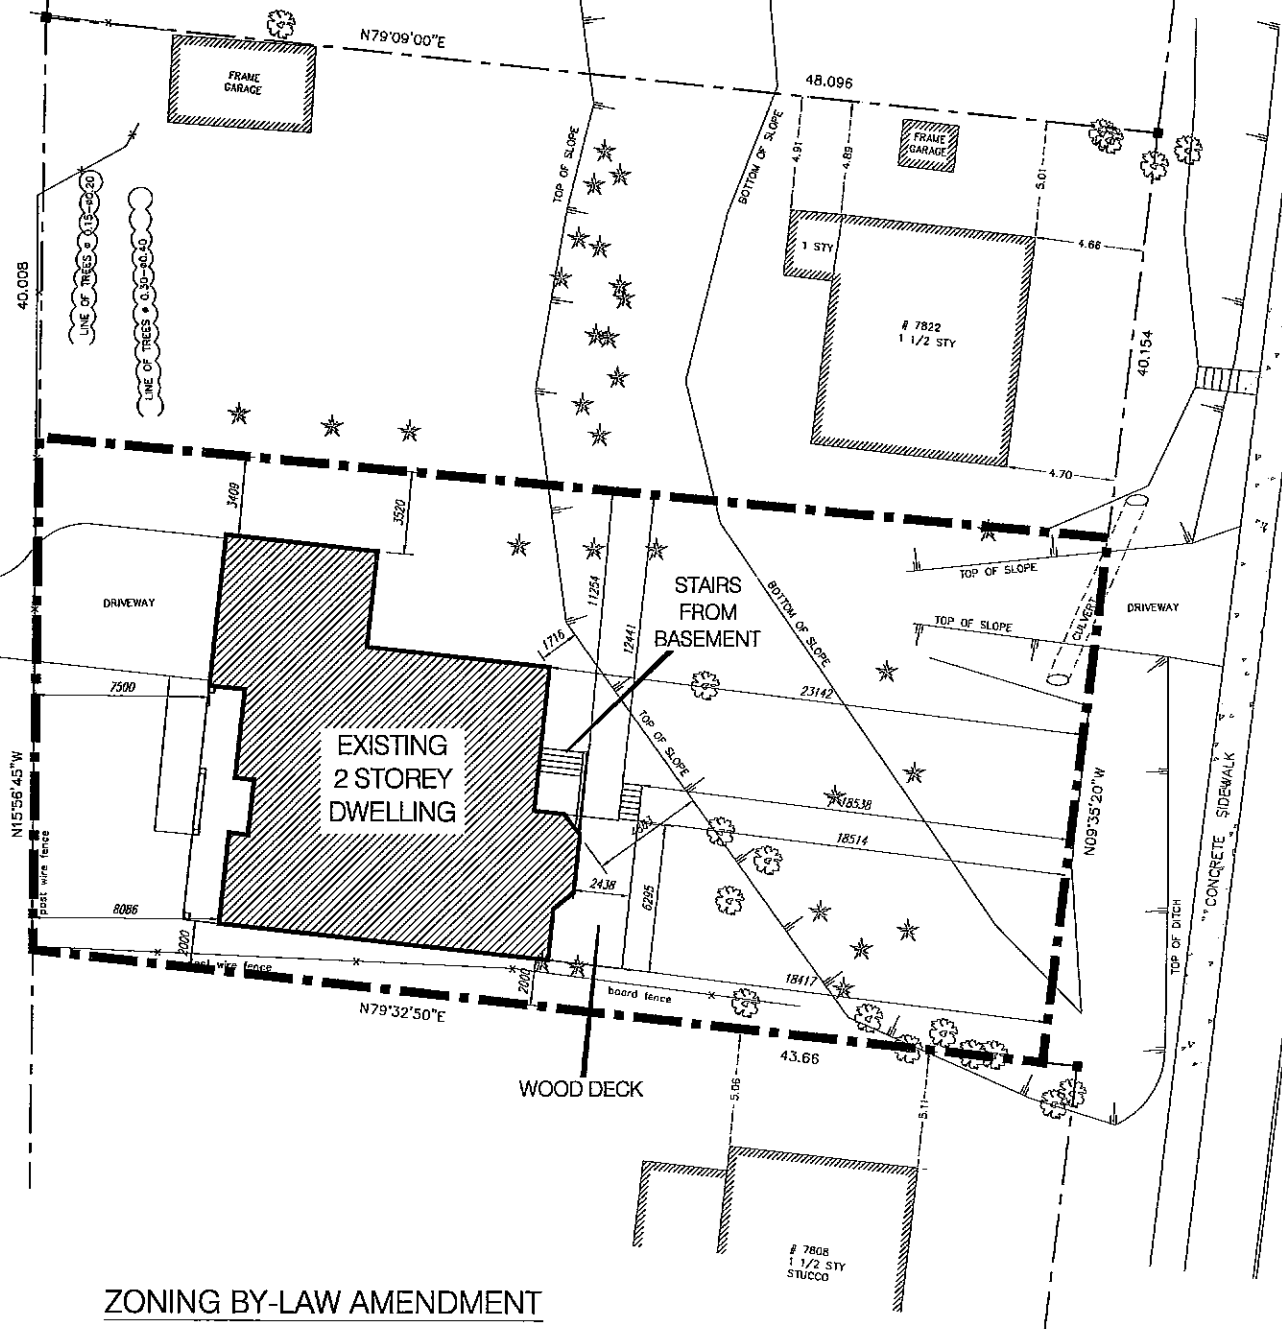 N79°09'00"E
48.096
FRAME
GARAGE
FRAME
GARAGE
TOP OF SLOPE
BOTTOM OF SLOPE
4.91
4.89
5.01
LINE OF TREES ø 0.15-ø0.20
LINE OF TREES ø 0.30-ø0.40
40.008
1 STY
4.66
# 7822
1 1/2 STY
40.154
4.70
3409
3520
11254
12441
STAIRS
FROM
BASEMENT
BOTTOM OF SLOPE
TOP OF SLOPE
TOP OF SLOPE
CULVERT
DRIVEWAY
DRIVEWAY
1716
7500
23142
TOP OF SLOPE
EXISTING
2 STOREY
DWELLING
N15°56'45"W
post wire fence
18538
18514
N09°35'20"W
CONCRETE SIDEWALK
2438
6295
8086
2000
wire fence
2000
board fence
18417
TOP OF DITCH
N79°32'50"E
43.66
WOOD DECK
5.06
5.11
# 7808
1 1/2 STY
STUCCO
ZONING BY-LAW AMENDMENT